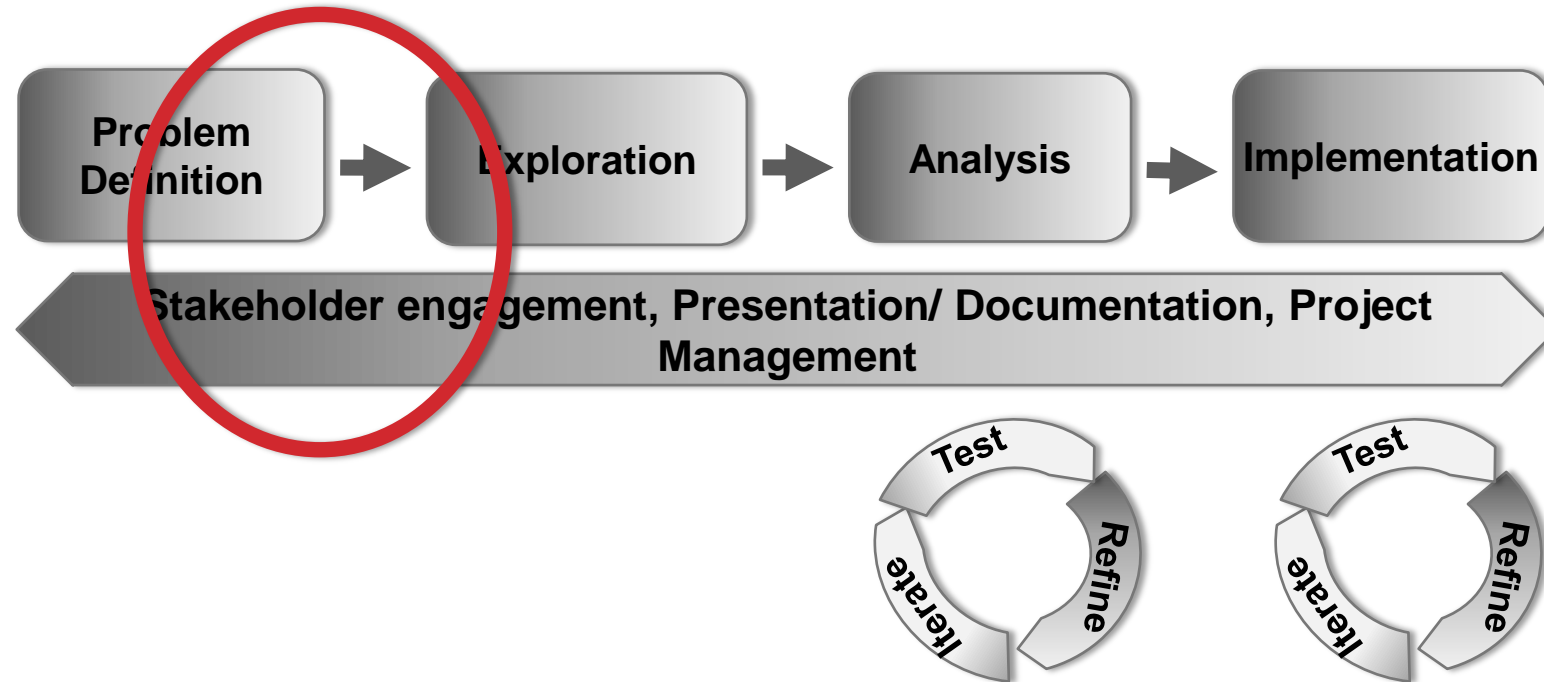 Problem
Definition
Exploration
Analysis
Implementation
Stakeholder engagement, Presentation/ Documentation, Project
Management
Test
Refine
Iterate
Test
Refine
Iterate